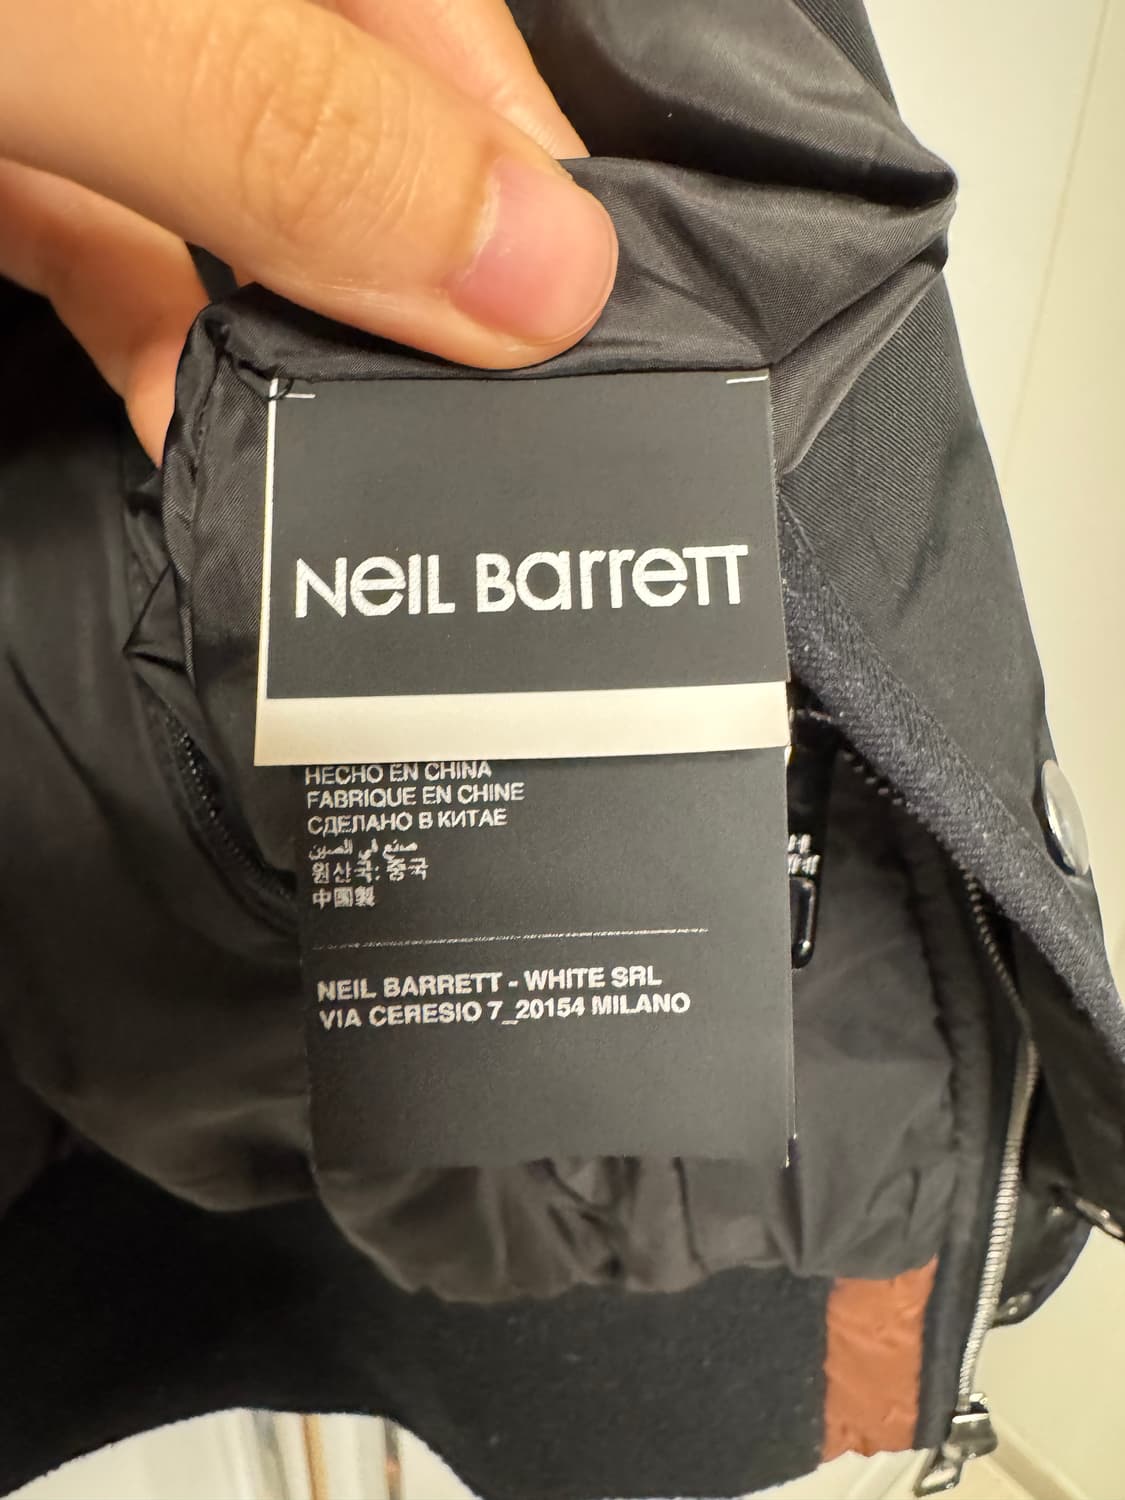 Neil Barrett
HECHO EN CHINA
FABRIQUE EN CHINE
СДЕЛАНО В КИТАЕ
صنع في الصين
원산국: 중국
中國製
NEIL BARRETT - WHITE SRL
VIA CERESIO 7_20154 MILANO